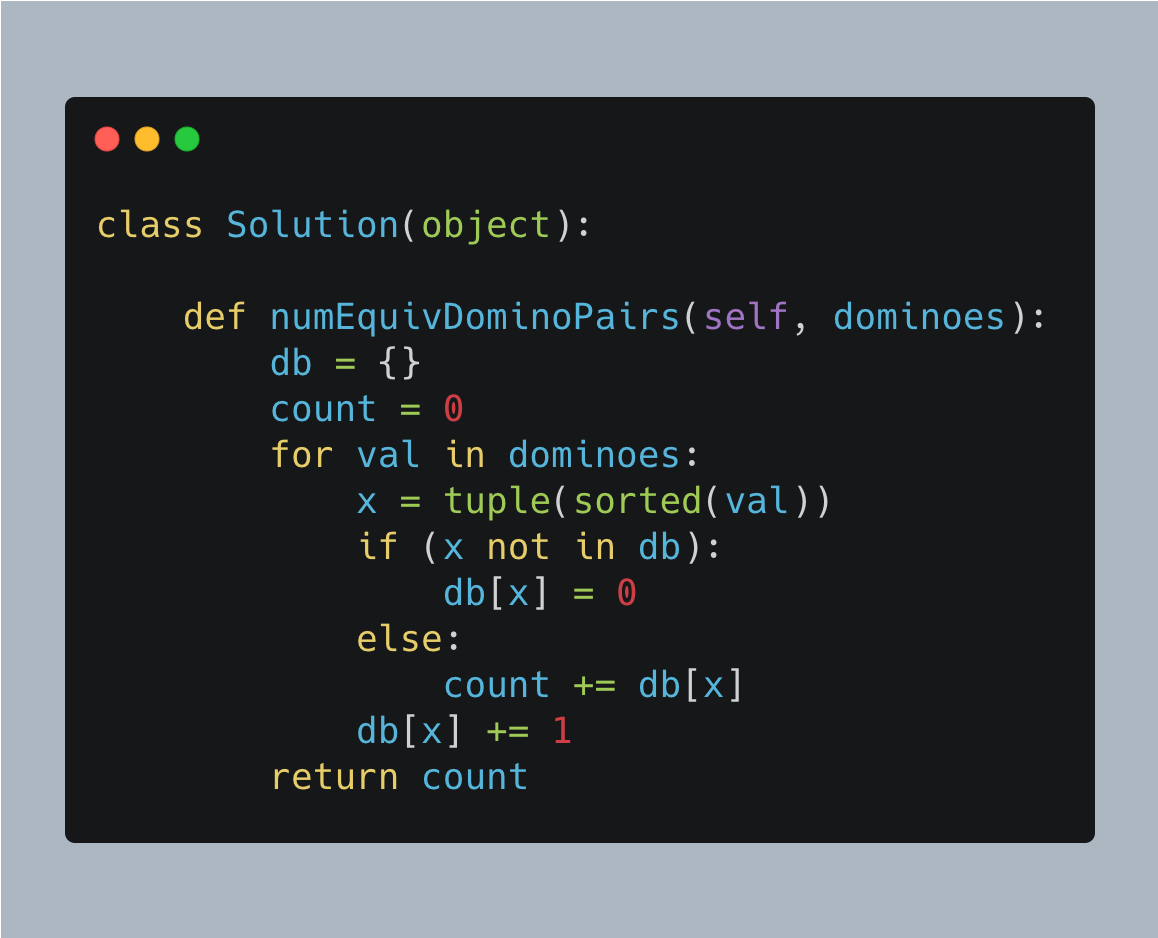 class Solution(object):

    def numEquivDominoPairs(self, dominoes):
        db = {}
        count = 0
        for val in dominoes:
            x = tuple(sorted(val))
            if (x not in db):
                db[x] = 0
            else:
                count += db[x]
            db[x] += 1
        return count